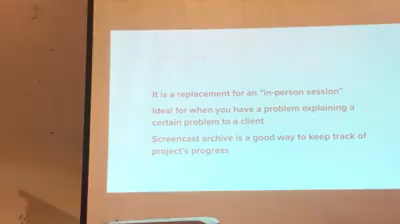 It is a replacement for an “in-person session”
Ideal for when you have a problem explaining a
certain problem to a client
Screencast archive is a good way to keep track of
project's progress